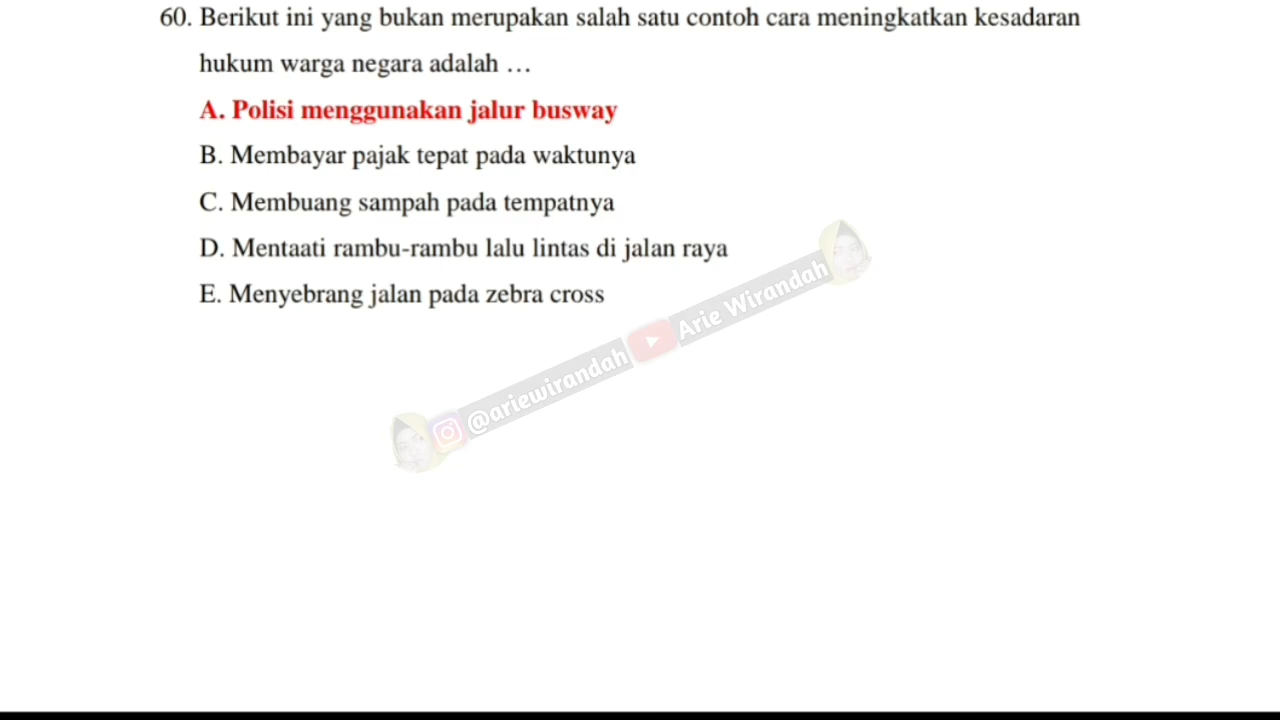 60. Berikut ini yang bukan merupakan salah satu contoh cara meningkatkan kesadaran
hukum warga negara adalah …
A. Polisi menggunakan jalur busway
B. Membayar pajak tepat pada waktunya
C. Membuang sampah pada tempatnya
D. Mentaati rambu-rambu lalu lintas di jalan raya
E. Menyebrang jalan pada zebra cross
@ariewirandah Arie Wirandah